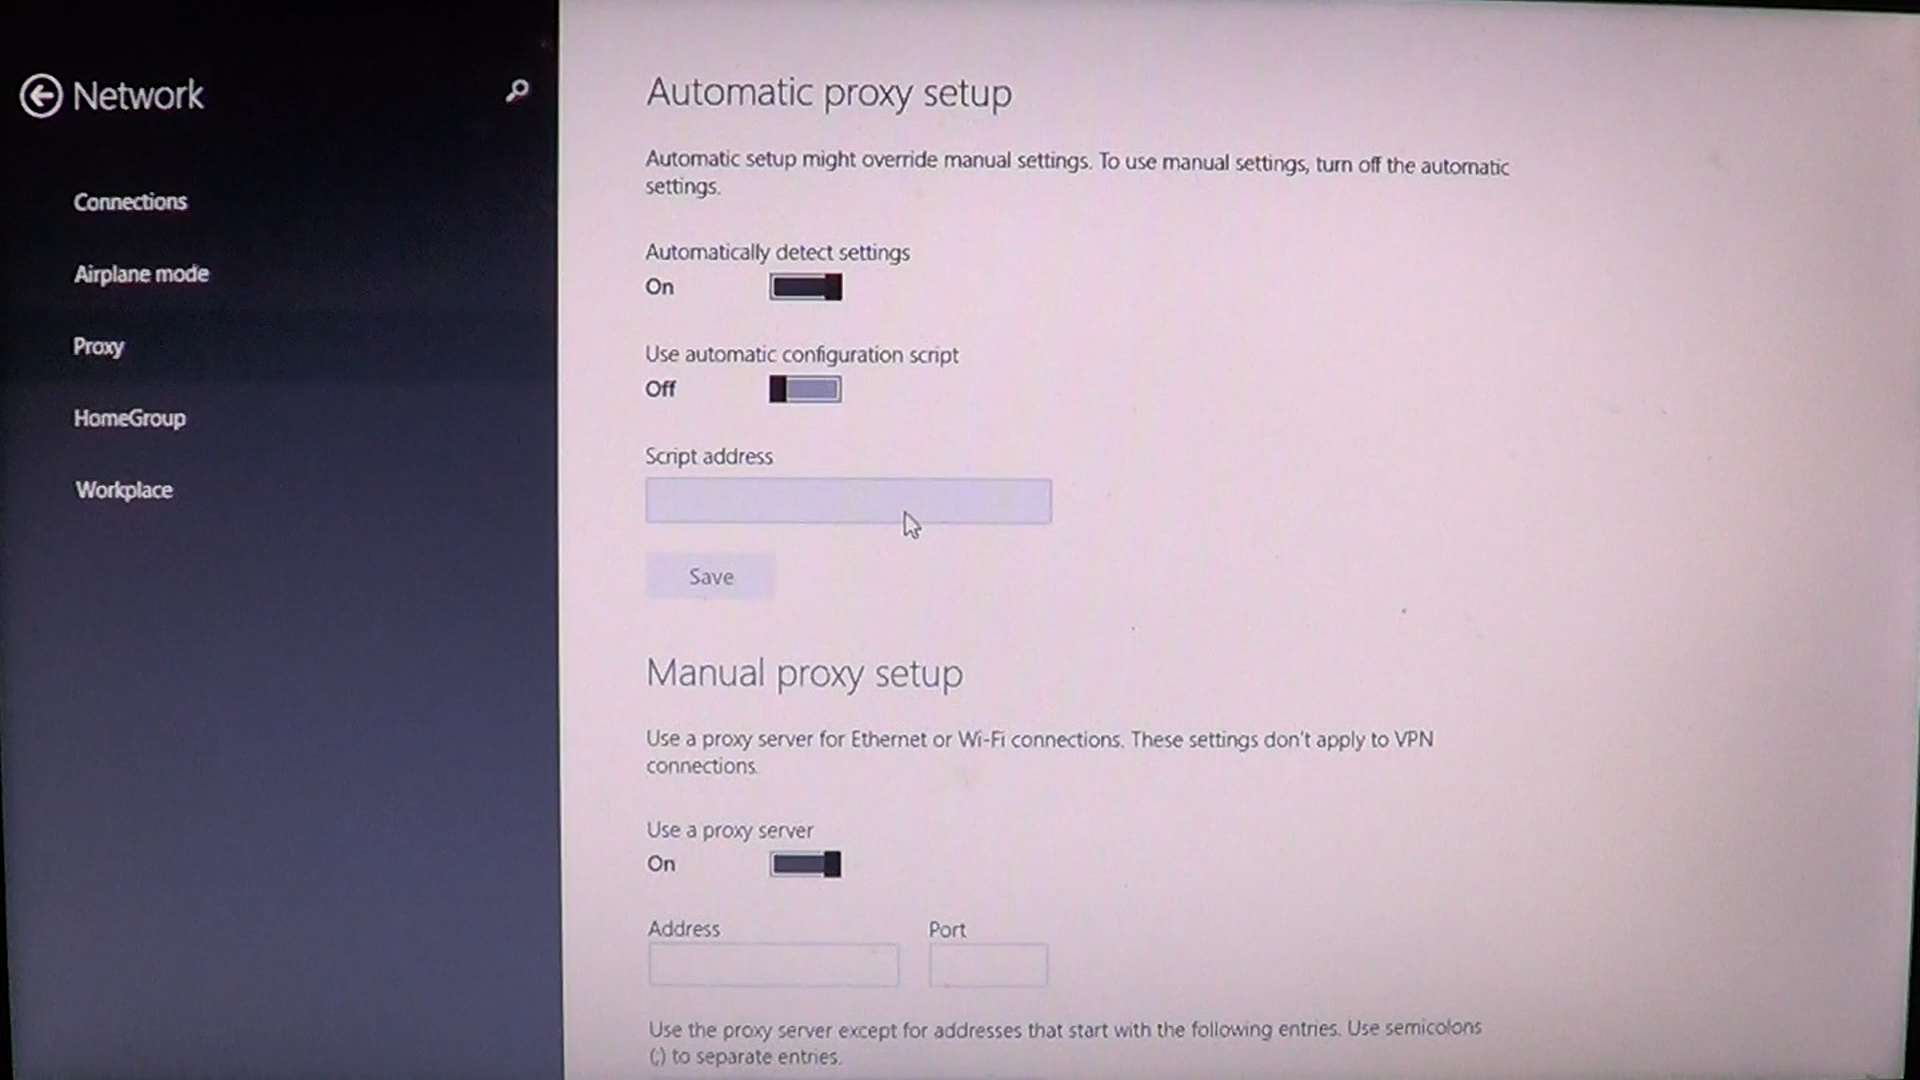 Network
Connections
Airplane mode
Proxy
HomeGroup
Workplace
Automatic proxy setup
Automatic setup might override manual settings. To use manual settings, turn off the automatic
settings.
Automatically detect settings
On
Use automatic configuration script
Off
Script address
Save
Manual proxy setup
Use a proxy server for Ethernet or Wi-Fi connections. These settings don't apply to VPN
connections.
Use a proxy server
On
Address Port
Use the proxy server except for addresses that start with the following entries. Use semicolons
(;) to separate entries.